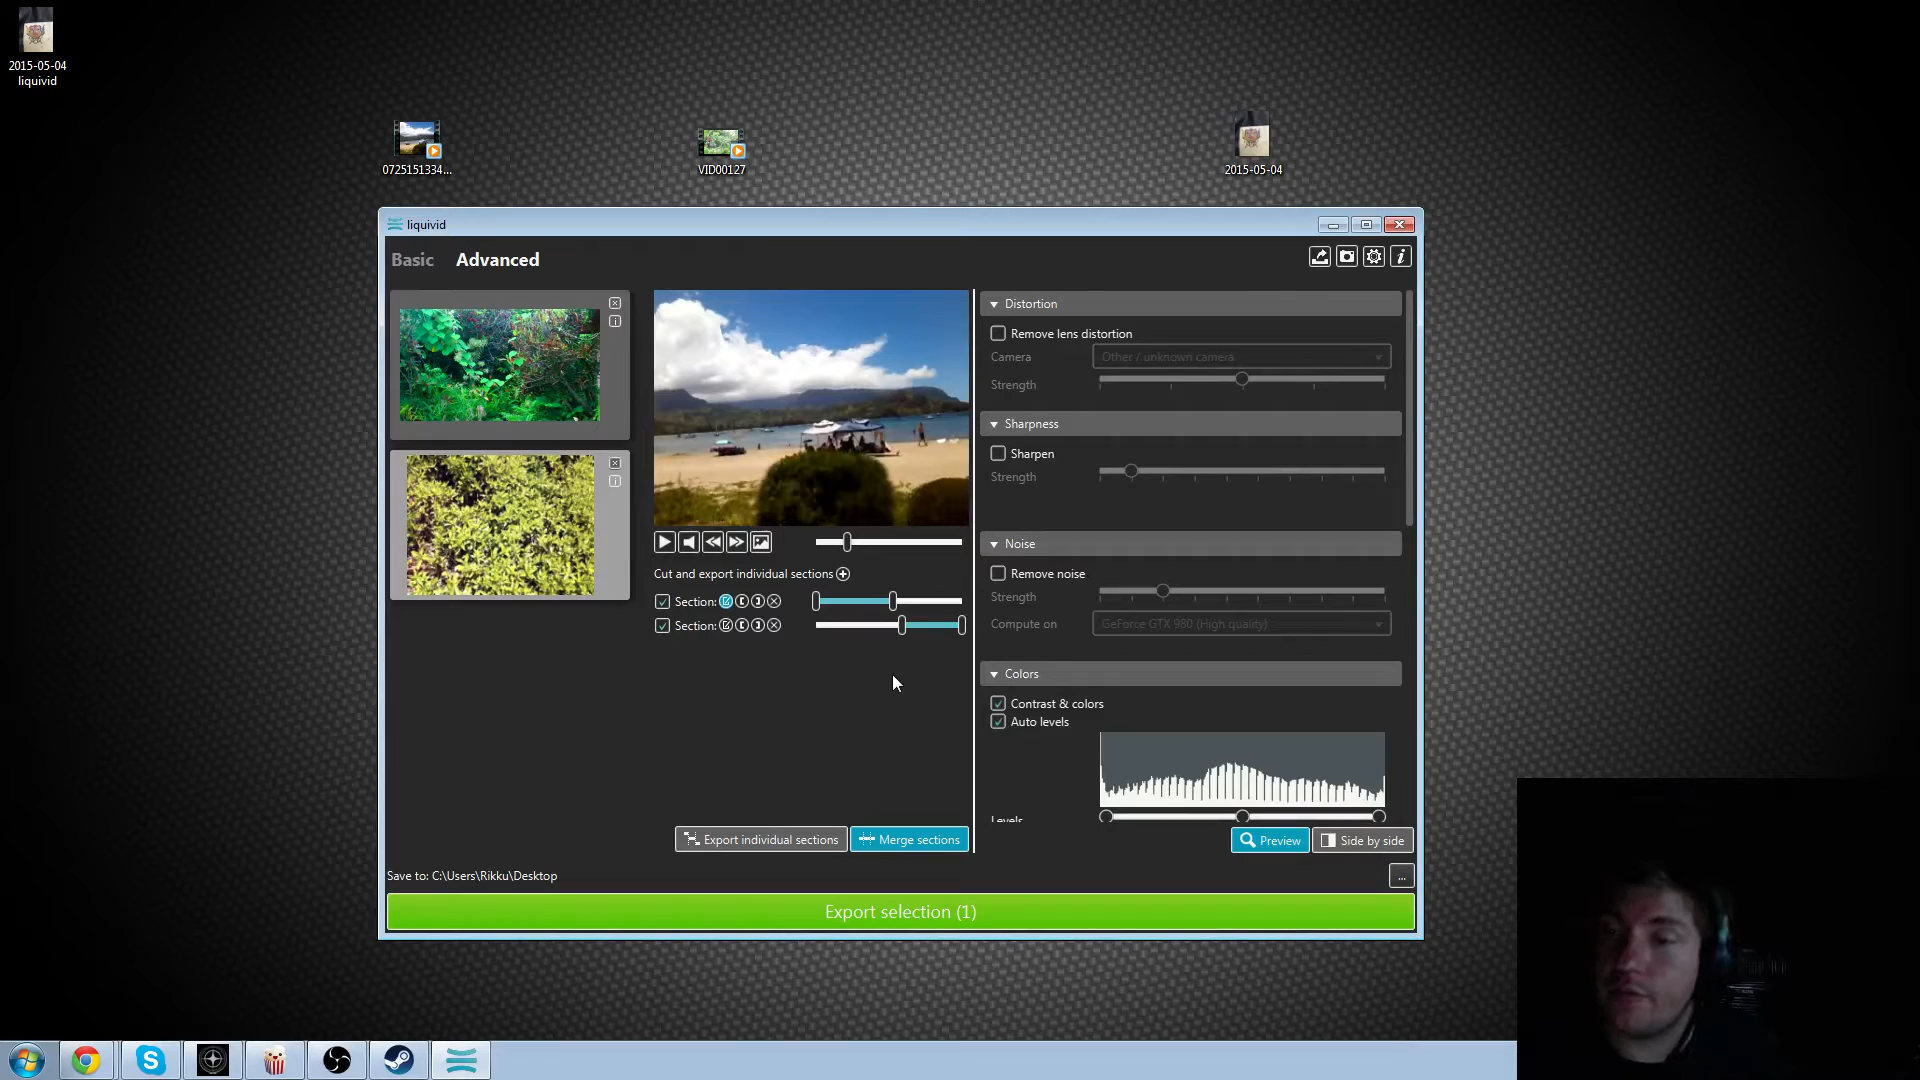 2015-05-04
liquivid
0725151334...
VID00127
2015-05-04
liquivid
Basic
Advanced
Distortion
Remove lens distortion
Camera
Other / unknown camera
Strength
Sharpness
Sharpen
Strength
Cut and export individual sections
Section:
Section:
Noise
Remove noise
Strength
Compute on
GeForce GTX 980 (High quality)
Colors
Contrast & colors
Auto levels
Levels
Export individual sections
Merge sections
Preview
Side by side
Save to: C:\Users\Rikku\Desktop
...
Export selection (1)